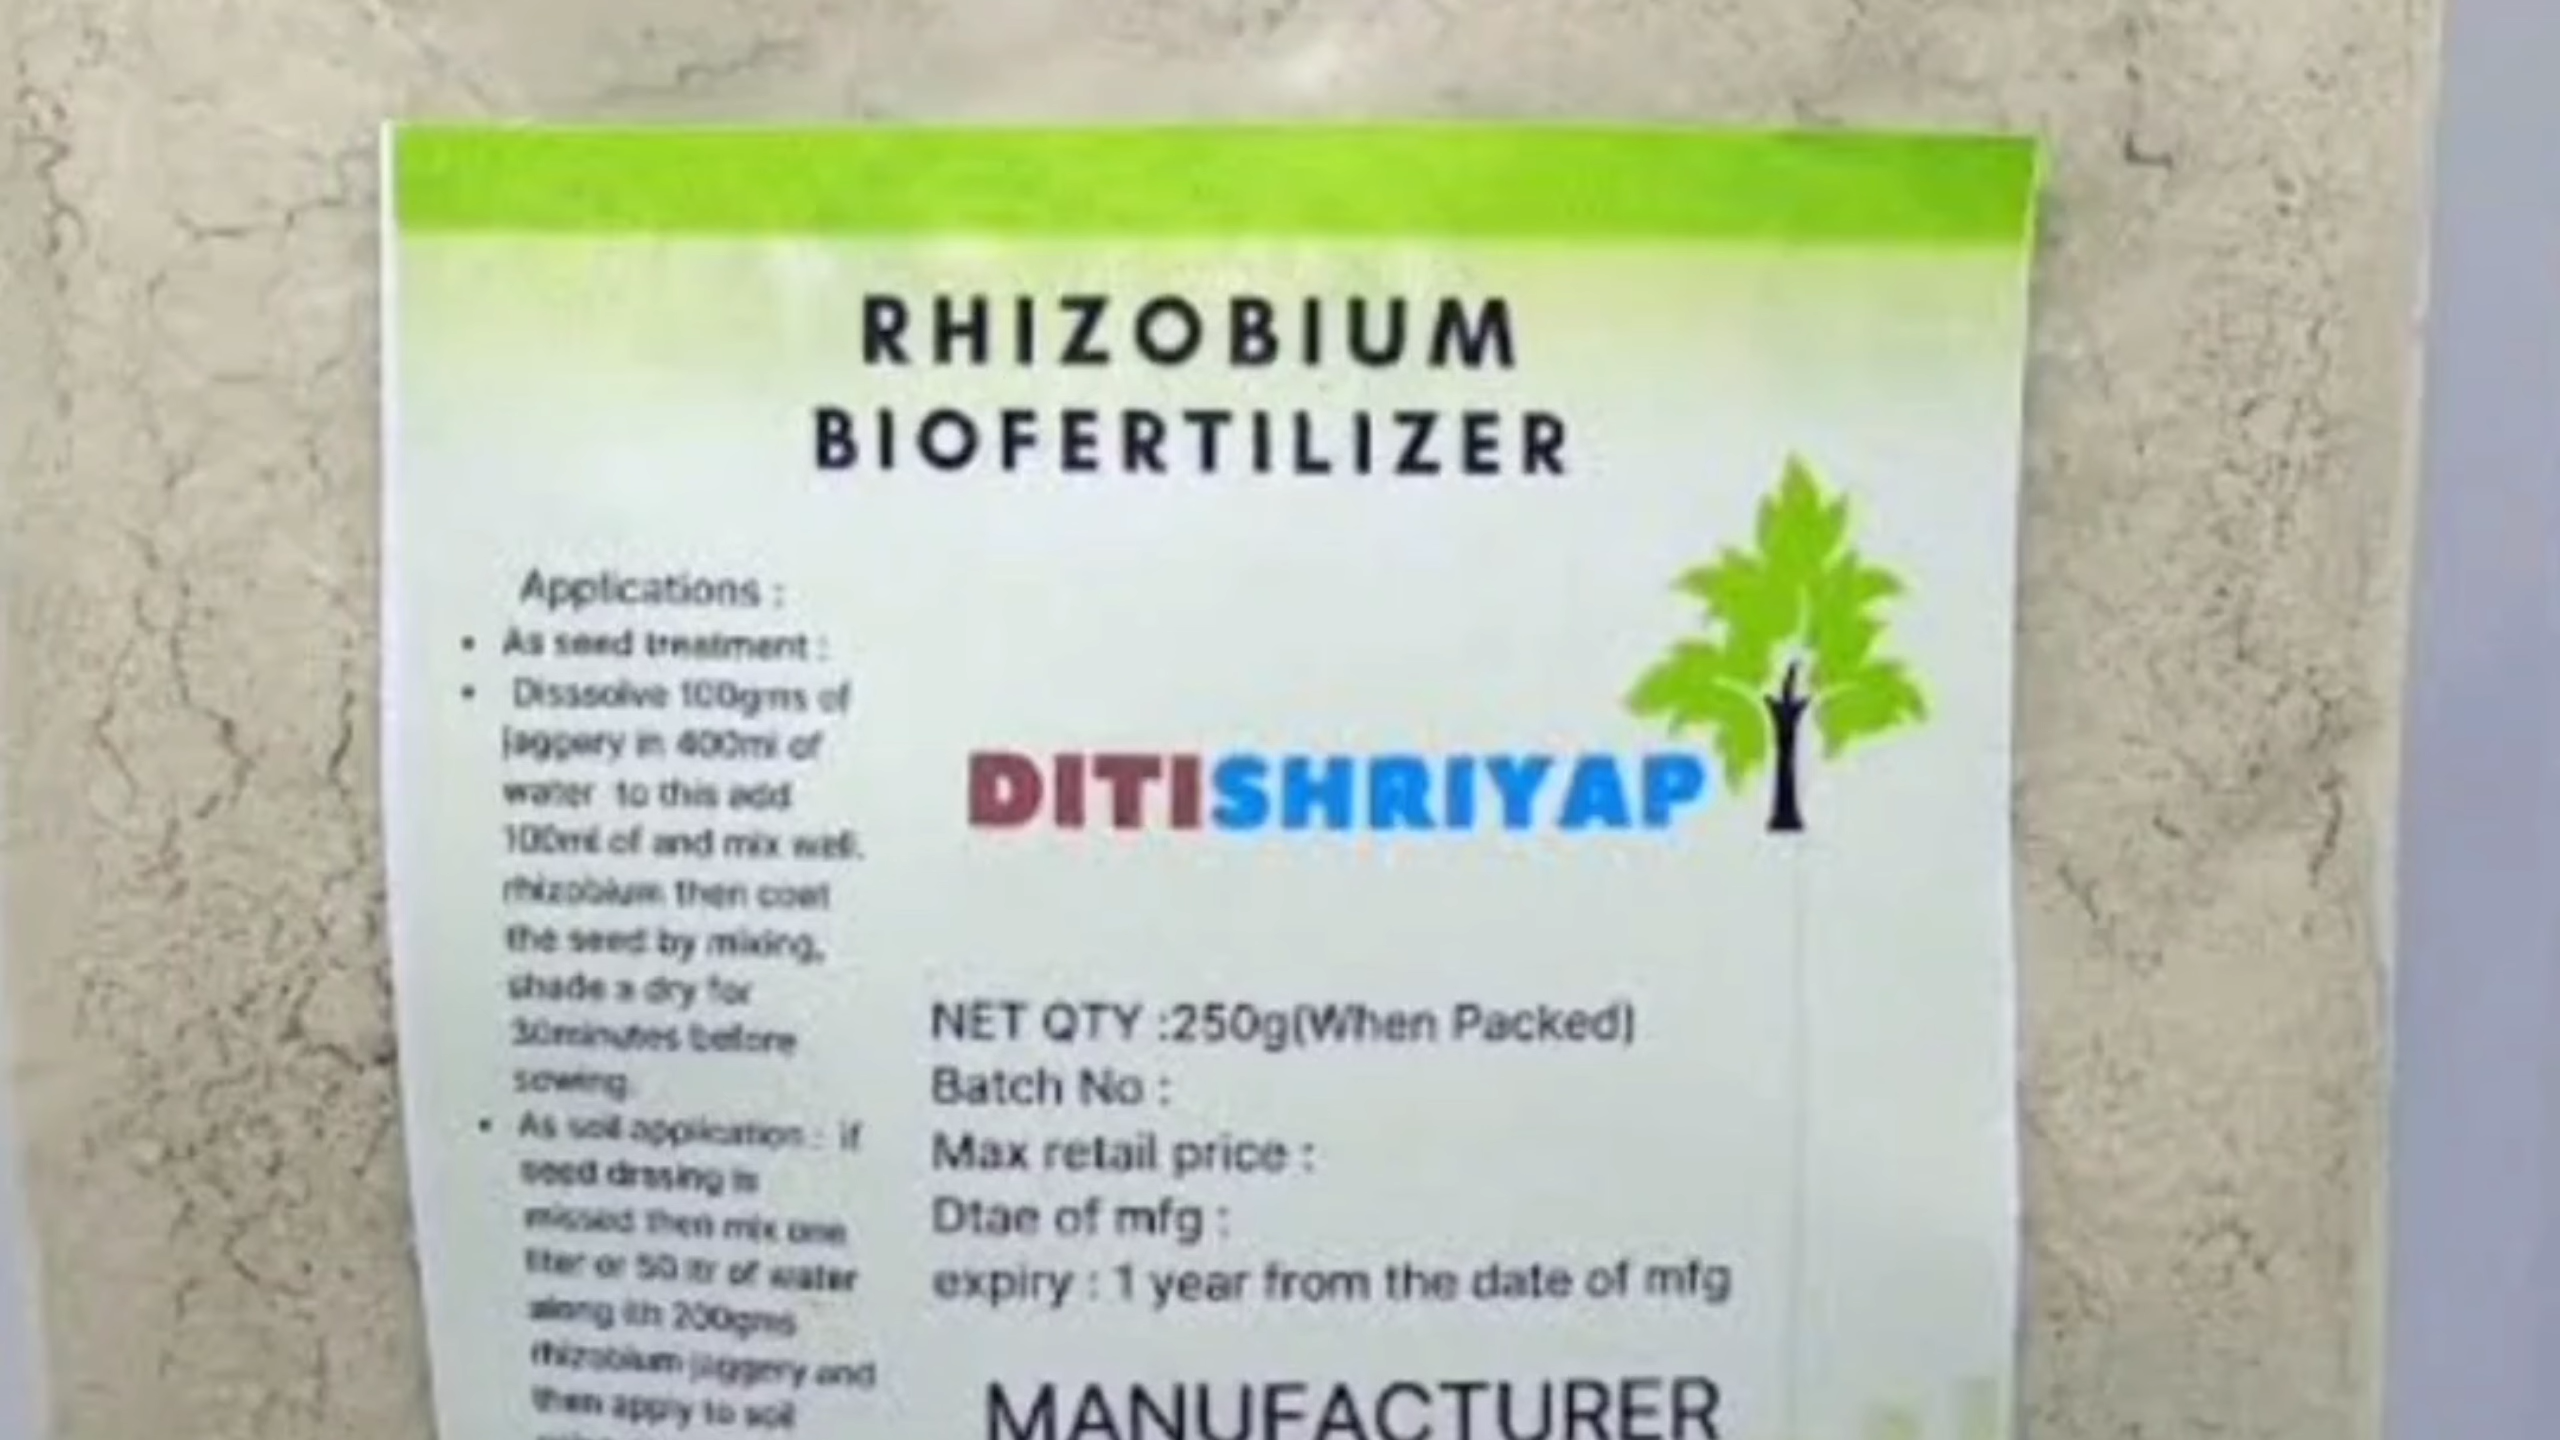 RHIZOBIUM
BIOFERTILIZER
Applications :
• As seed treatment :
• Disssolve 100gms of
jaggery in 400ml of
water to this add
100ml of and mix well.
rhizobium then coat
the seed by mixing,
shade a dry for
30minutes before
sowing.
• As soil application : if
seed drssing is
missed then mix one
liter or 50 ltr of water
along ith 200gms
rhizobium jaggery and
then apply to soil
DITISHRIYAP
NET QTY :250g(When Packed)
Batch No :
Max retail price :
Dtae of mfg :
expiry : 1 year from the date of mfg
MANUFACTURER